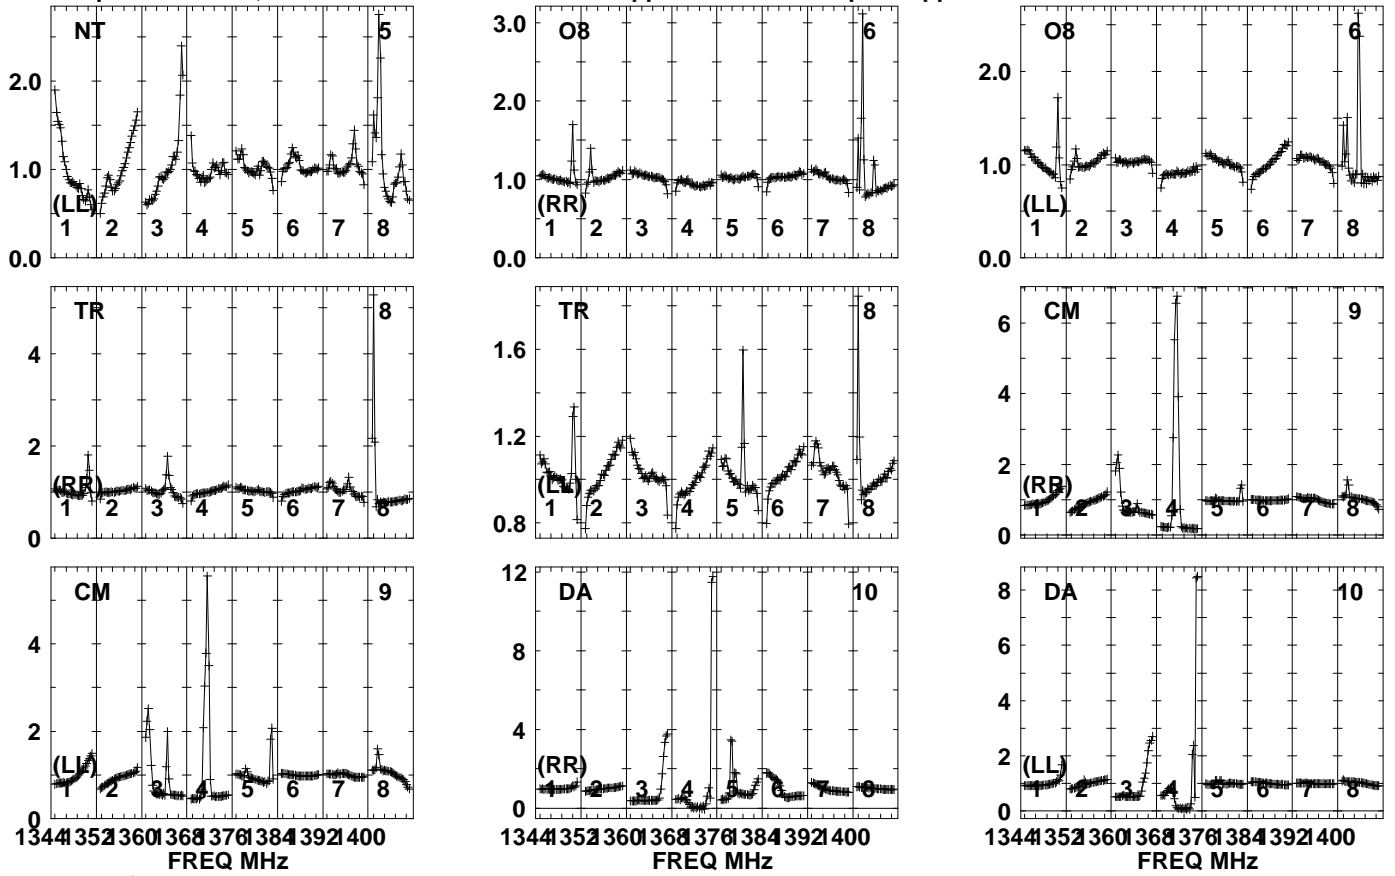 NT 5 O8 6 O8 6
2.0 3.0 2.0
2.0
1.0 1.0 1.0
(LL) (RR) (LL)
1 2 3 4 5 6 7 8 1 2 3 4 5 6 7 8 1 2 3 4 5 6 7 8
0.0 0.0 0.0
TR 8 TR 8 CM 9
4 1.6 6
2 1.2 4
2
(RR) (LL) (RR)
1 2 3 4 5 6 7 8 1 2 3 4 5 6 7 8 1 2 3 4 5 6 7 8
0 0.8 0
CM 9 DA 10 DA 10
4 12 8
2 8 6
4 4
2
(LL) (RR) (LL)
1 2 3 4 5 6 7 8 1 2 3 4 5 6 7 8 1 2 3 4 5 6 7 8
0 0 0
1344 1352 1360 1368 1376 1384 1392 1400 1344 1352 1360 1368 1376 1384 1392 1400 1344 1352 1360 1368 1376 1384 1392 1400
FREQ MHz FREQ MHz FREQ MHz